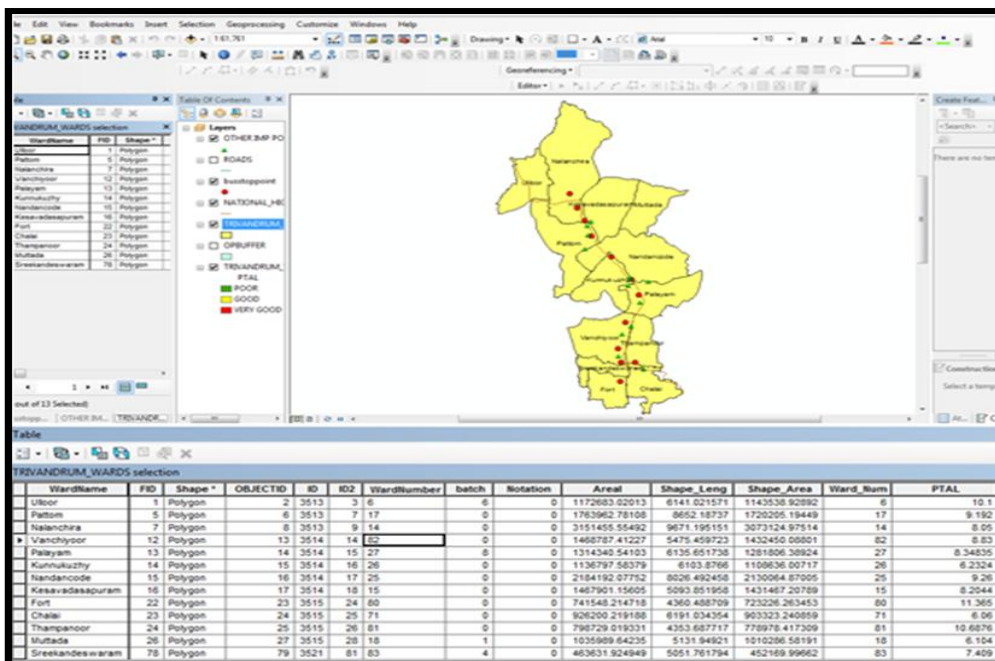 Edit View Bookmarks Insert Selection Geoprocessing Customize Windows Help
1:61,761
Drawing
A
Arial
10
B I U A
Georeferencing
Editor
Table Of Contents
Create Feat...
WardName FID Shape *
Ulloor 1 Polygon
Pattom 5 Polygon
Nalanchira 7 Polygon
Vanchiyoor 12 Polygon
Palayam 13 Polygon
Kunnukuzhy 14 Polygon
Nandancode 15 Polygon
Kesavadasapuram 16 Polygon
Fort 22 Polygon
Chalai 23 Polygon
Thampanoor 24 Polygon
Muttada 26 Polygon
Sreekandeswaram 78 Polygon
1
out of 13 Selected)
OTHER IM... TRIVANDR...
Layers
OTHER IMP PO
ROADS
busstoppoint
NATIONAL_HIG
TRIVANDRUM_
OPBUFFER
TRIVANDRUM_
PTAL
POOR
GOOD
VERY GOOD
Nalanchira
Ulloor
Kesavadasapuram
Muttada
Pattom
Nandancode
Kunnukuzhy
Palayam
Vanchiyoor
Thampanoor
Sreekandeswaram
Fort
Chalai
<Search>
Construction
Select a temp
Table
TRIVANDRUM_WARDS selection
WardName FID Shape * OBJECTID ID ID2 WardNumber batch Notation Areal Shape_Leng Shape_Area Ward_Num PTAL
Ulloor 1 Polygon 2 3513 3 6 6 0 1172683.02013 6141.021571 1143538.92892 6 10.1
Pattom 5 Polygon 6 3513 7 17 0 0 1763962.78108 8652.18737 1720205.19449 17 9.192
Nalanchira 7 Polygon 8 3513 9 14 0 0 3151455.55492 9671.195151 3073124.97514 14 8.05
Vanchiyoor 12 Polygon 13 3514 14 82 0 0 1468787.41227 5475.459723 1432450.08801 82 8.83
Palayam 13 Polygon 14 3514 15 27 8 0 1314340.54103 6135.651738 1281806.38924 27 8.34835
Kunnukuzhy 14 Polygon 15 3514 16 26 0 0 1136797.58379 6103.8766 1108636.00717 26 6.2324
Nandancode 15 Polygon 16 3514 17 25 0 0 2184192.07752 8026.492458 2130064.87005 25 9.26
Kesavadasapuram 16 Polygon 17 3514 18 15 0 0 1467901.15605 5093.851958 1431467.20789 15 8.2044
Fort 22 Polygon 23 3515 24 80 0 0 741548.214718 4360.488709 723226.263453 80 11.365
Chalai 23 Polygon 24 3515 25 71 0 0 926200.219188 6191.034354 903323.240859 71 6.06
Thampanoor 24 Polygon 25 3515 26 81 0 0 798729.019331 4353.687717 778978.417309 81 10.6876
Muttada 26 Polygon 27 3515 28 18 1 0 1035989.64235 5131.94921 1010286.58191 18 6.104
Sreekandeswaram 78 Polygon 79 3521 81 83 4 0 463631.924949 5051.761794 452169.99662 83 7.409